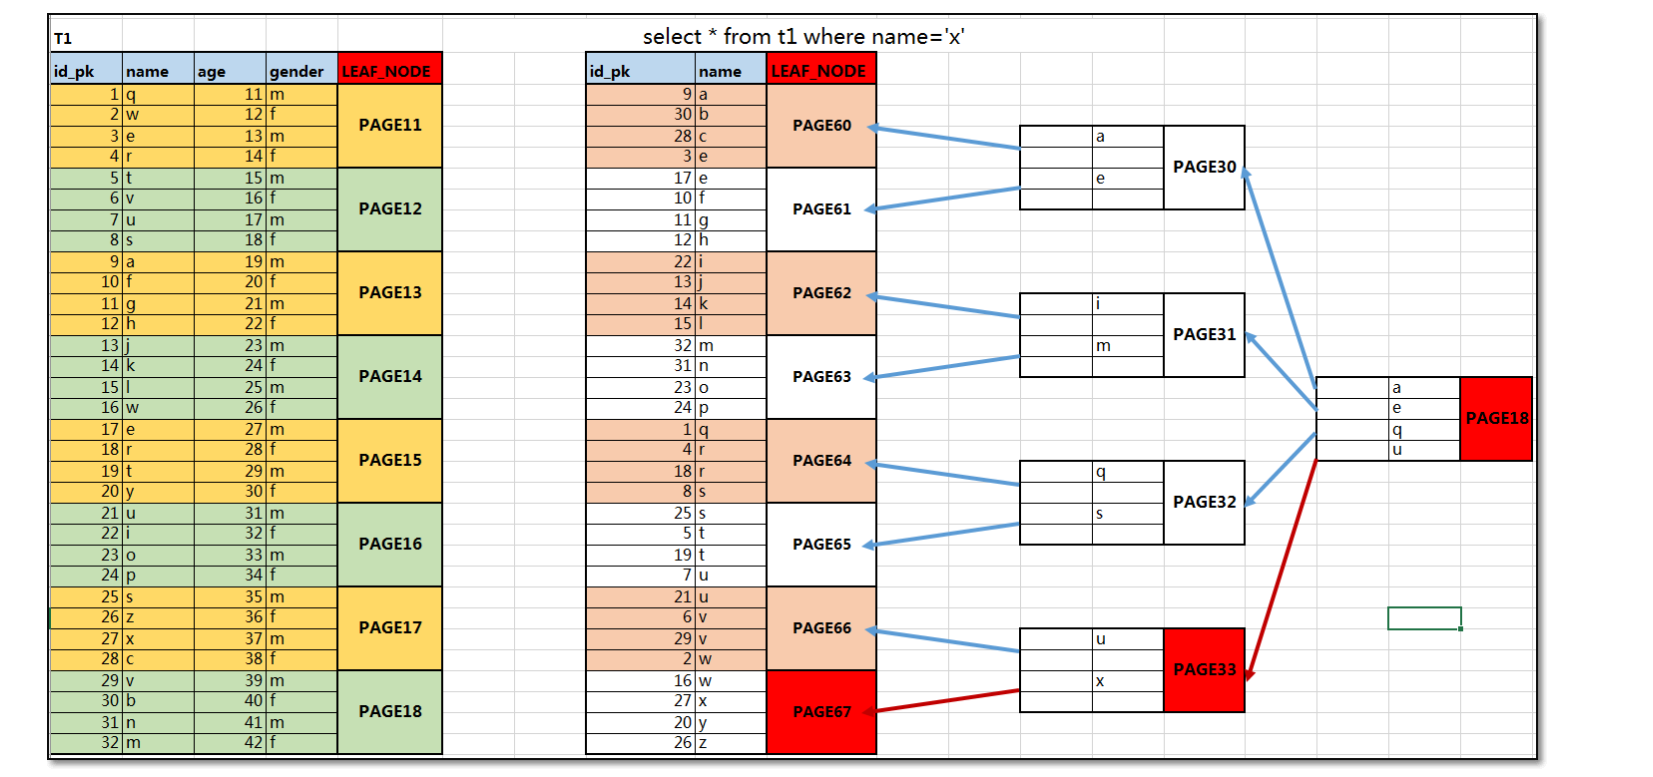 T1 select * from t1 where name='x'
id_pk name age gender LEAF_NODE id_pk name LEAF_NODE
1 q 11 m 9 a
2 w 12 f 30 b
PAGE11 PAGE60
3 e 13 m 28 c a
4 r 14 f 3 e
PAGE30
5 t 15 m 17 e e
6 v 16 f 10 f
PAGE12 PAGE61
7 u 17 m 11 g
8 s 18 f 12 h
9 a 19 m 22 i
10 f 20 f 13 j
PAGE13 PAGE62
11 g 21 m 14 k i
12 h 22 f 15 l
PAGE31
13 j 23 m 32 m m
14 k 24 f 31 n
PAGE14 PAGE63
15 l 25 m 23 o a
16 w 26 f 24 p e
PAGE18
17 e 27 m 1 q q
18 r 28 f 4 r u
PAGE15 PAGE64
19 t 29 m 18 r q
20 y 30 f 8 s
PAGE32
21 u 31 m 25 s s
22 i 32 f 5 t
PAGE16 PAGE65
23 o 33 m 19 t
24 p 34 f 7 u
25 s 35 m 21 u
26 z 36 f 6 v
PAGE17 PAGE66
27 x 37 m 29 v u
28 c 38 f 2 w
PAGE33
29 v 39 m 16 w x
30 b 40 f 27 x
PAGE18 PAGE67
31 n 41 m 20 y
32 m 42 f 26 z